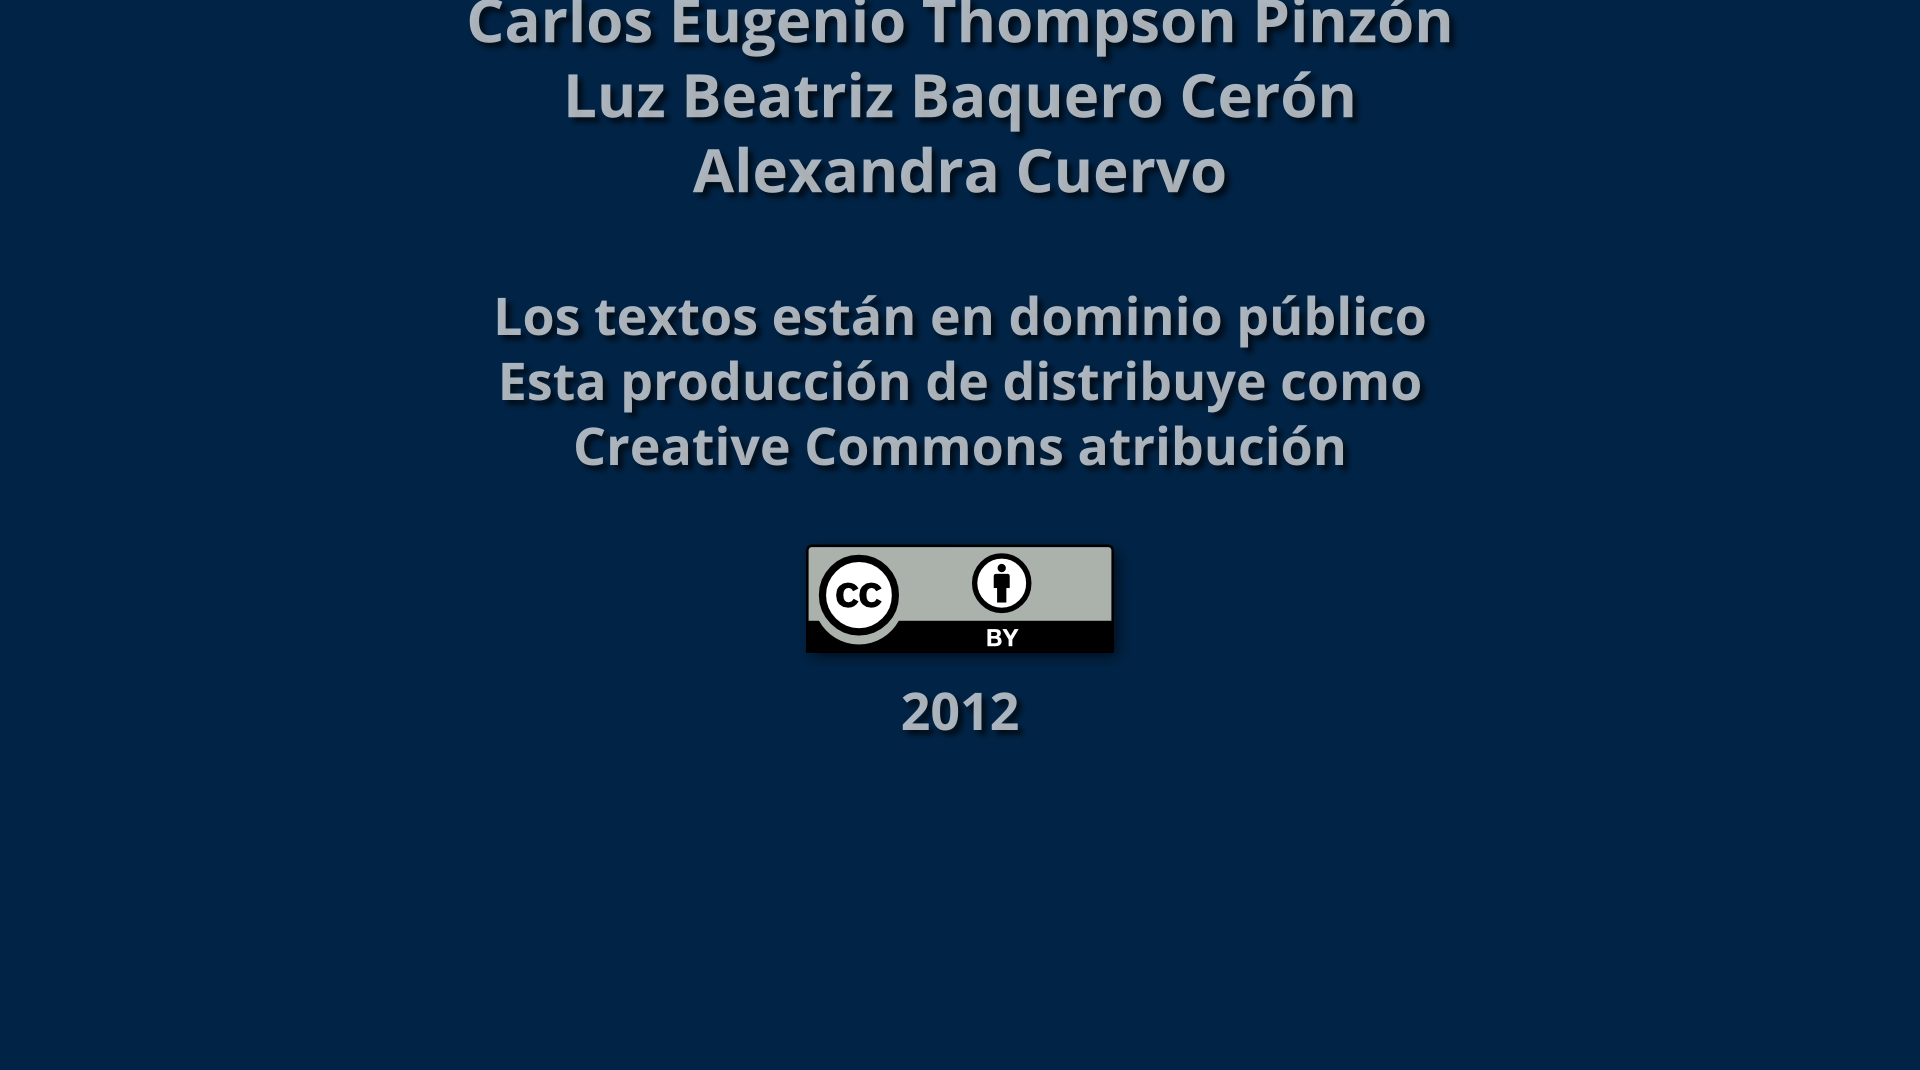 Carlos Eugenio Thompson Pinzón
Luz Beatriz Baquero Cerón
Alexandra Cuervo
Los textos están en dominio público
Esta producción de distribuye como
Creative Commons atribución
cc
BY
2012